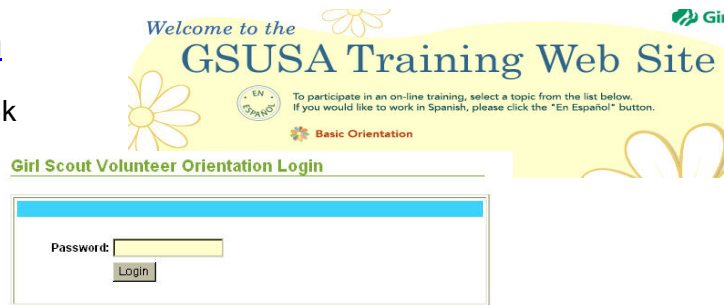 Welcome to the
GSUSA Training Web Site
EN
ESPAÑOL
To participate in an on-line training, select a topic from the list below.
If you would like to work in Spanish, please click the "En Español" button.
Basic Orientation
Girl Scout Volunteer Orientation Login
Password:
Login